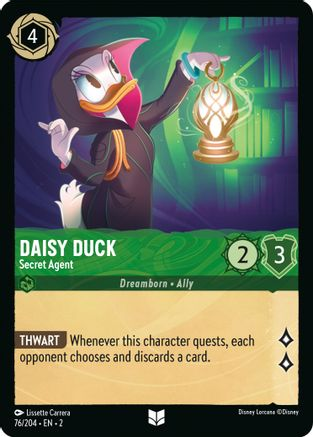 4
DAISY DUCK
Secret Agent
2
3
Dreamborn • Ally
THWART Whenever this character quests, each
opponent chooses and discards a card.
Lissette Carrera
76/204 • EN • 2
Disney Lorcana ©Disney